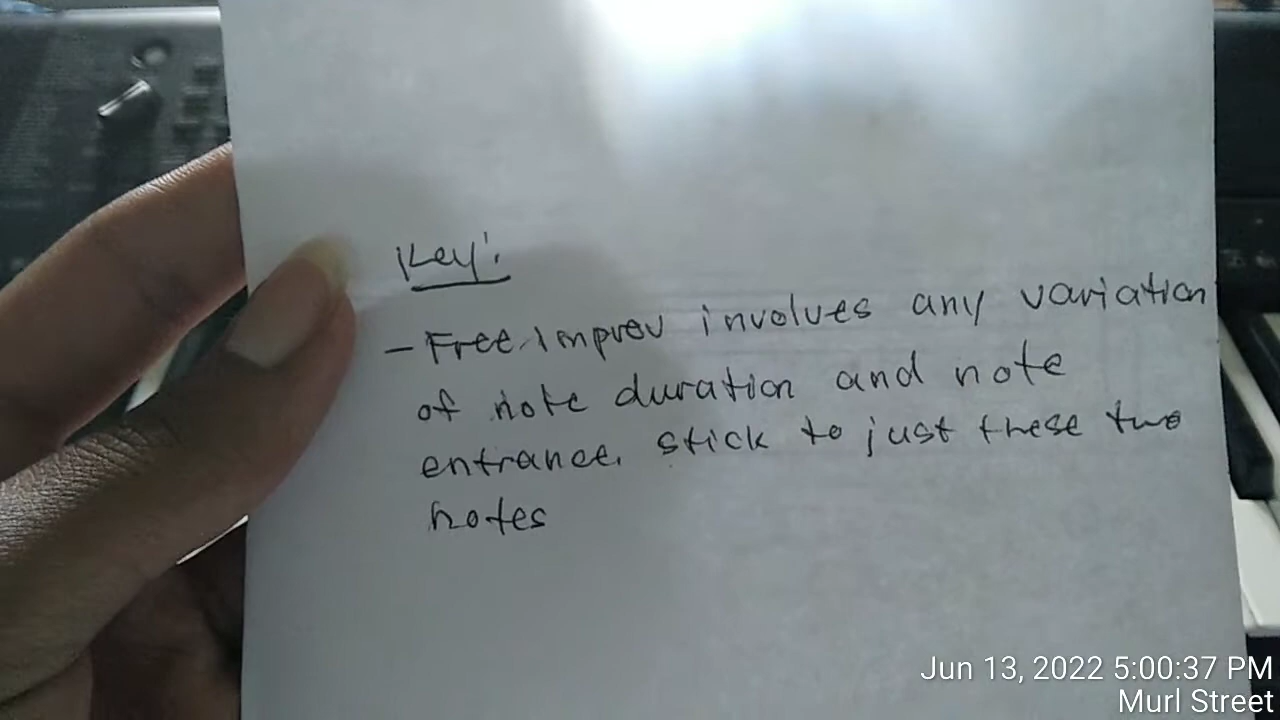 Key:
- Free improv involves any variation
of note duration and note
entrance. stick to just these two
notes
Jun 13, 2022 5:00:37 PM
Murl Street